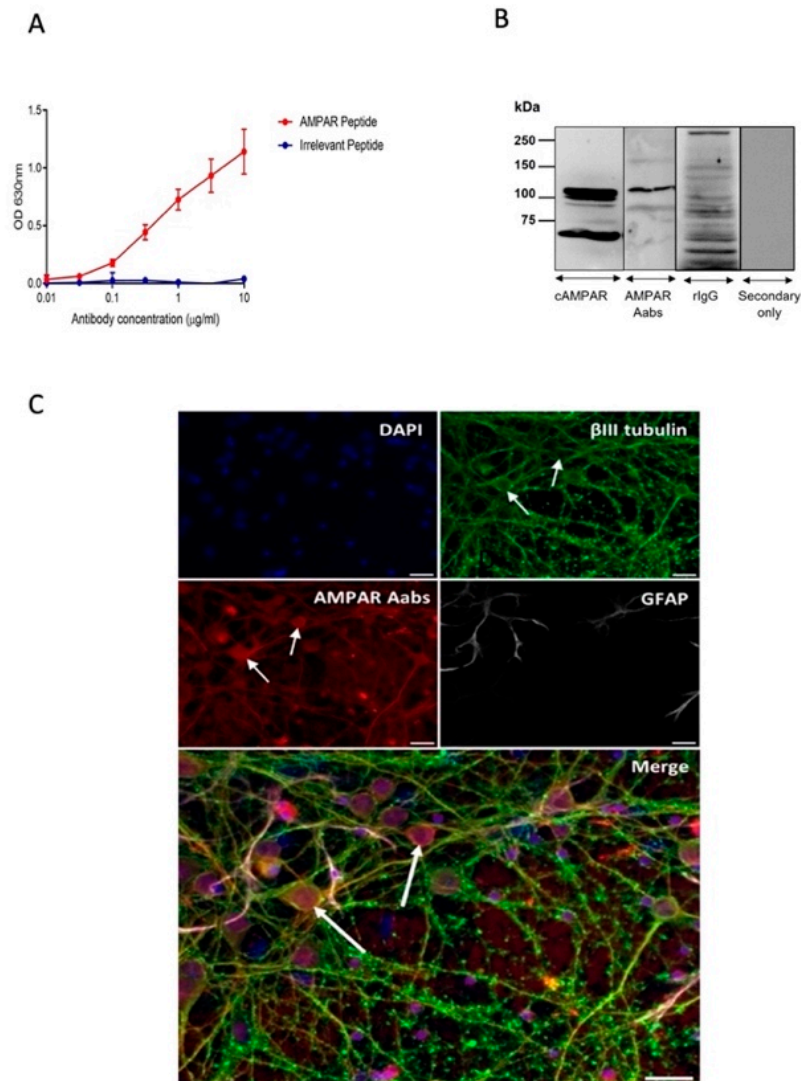 A
1.5
1.0
0.5
0.0
OD 630nm
0.01
0.1
1
10
Antibody concentration (µg/ml)
AMPAR Peptide
Irrelevant Peptide
B
kDa
250
150
100
75
cAMPAR
AMPAR
Aabs
rIgG
Secondary
only
C
DAPI
βIII tubulin
AMPAR Aabs
GFAP
Merge